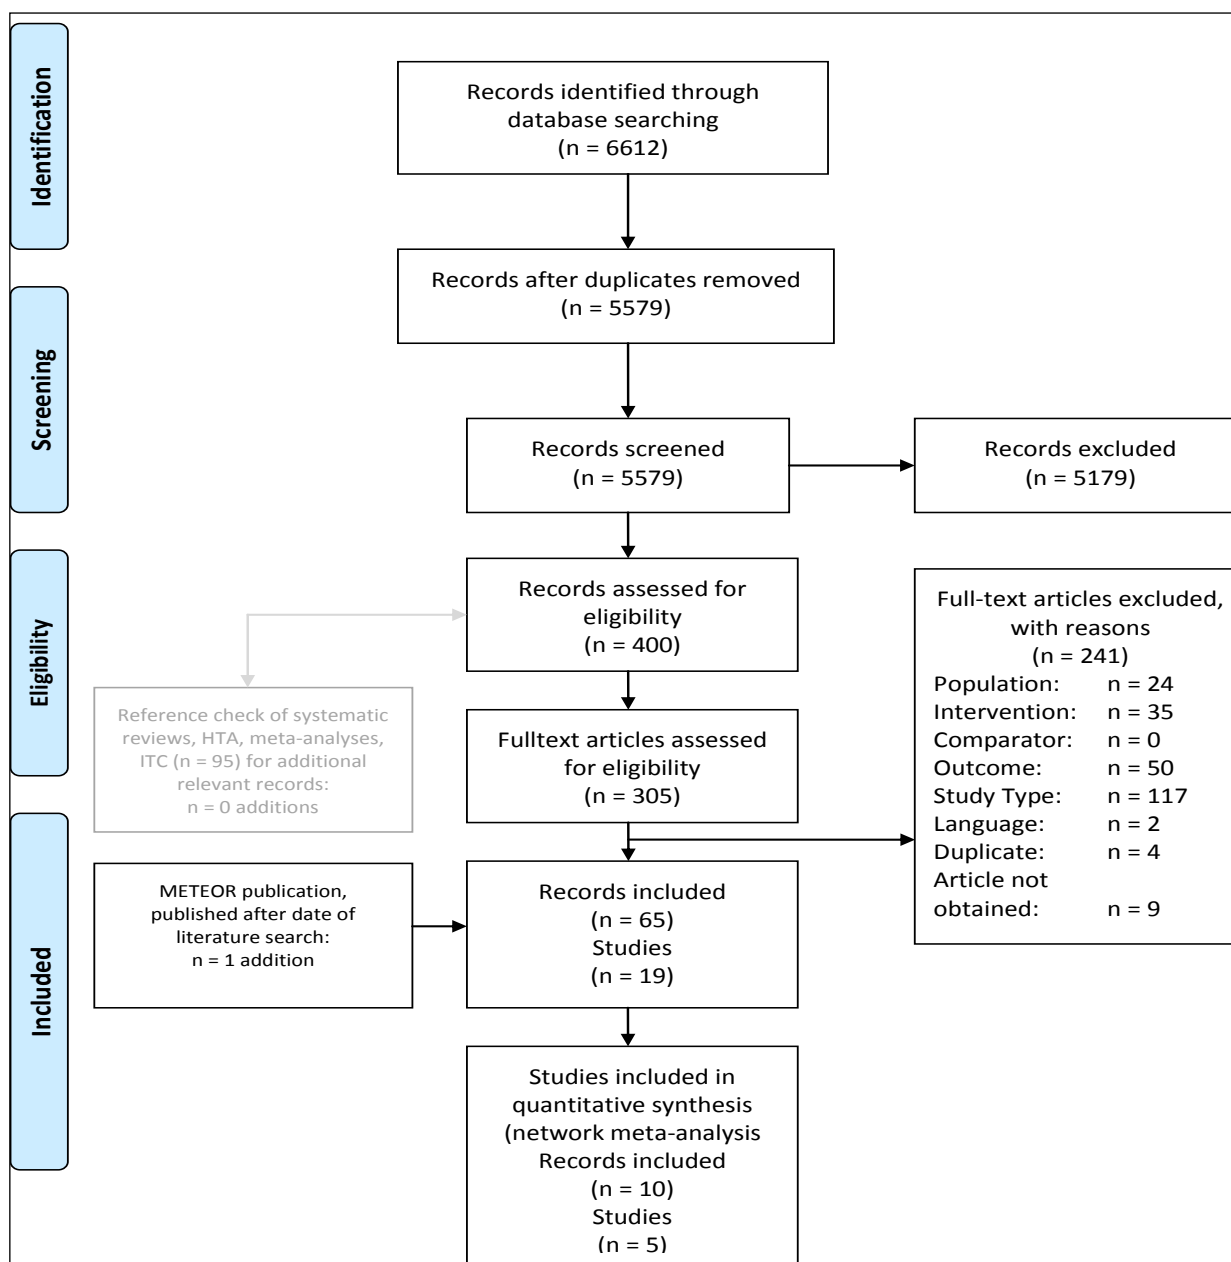 Identification
Records identified through
database searching
(n = 6612)
Records after duplicates removed
(n = 5579)
Screening
Records screened
(n = 5579)
Records excluded
(n = 5179)
Eligibility
Records assessed for
eligibility
(n = 400)
Reference check of systematic
reviews, HTA, meta-analyses,
ITC (n = 95) for additional
relevant records:
n = 0 additions
Fulltext articles assessed
for eligibility
(n = 305)
Full-text articles excluded,
with reasons
(n = 241)
Population: n = 24
Intervention: n = 35
Comparator: n = 0
Outcome: n = 50
Study Type: n = 117
Language: n = 2
Duplicate: n = 4
Article not
obtained: n = 9
Included
METEOR publication,
published after date of
literature search:
n = 1 addition
Records included
(n = 65)
Studies
(n = 19)
Studies included in
quantitative synthesis
(network meta-analysis
Records included
(n = 10)
Studies
(n = 5)